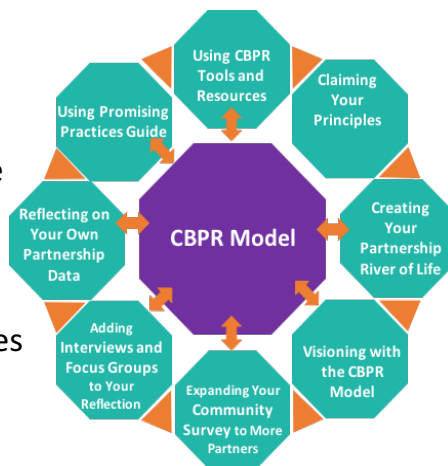 Using CBPR
Tools and
Resources
Claiming
Your
Principles
Creating
Your
Partnership
River of Life
Visioning with
the CBPR
Model
Expanding Your
Community
Survey to More
Partners
Adding
Interviews and
Focus Groups
to Your
Reflection
Reflecting on
Your Own
Partnership
Data
Using Promising
Practices Guide
CBPR Model
e
es